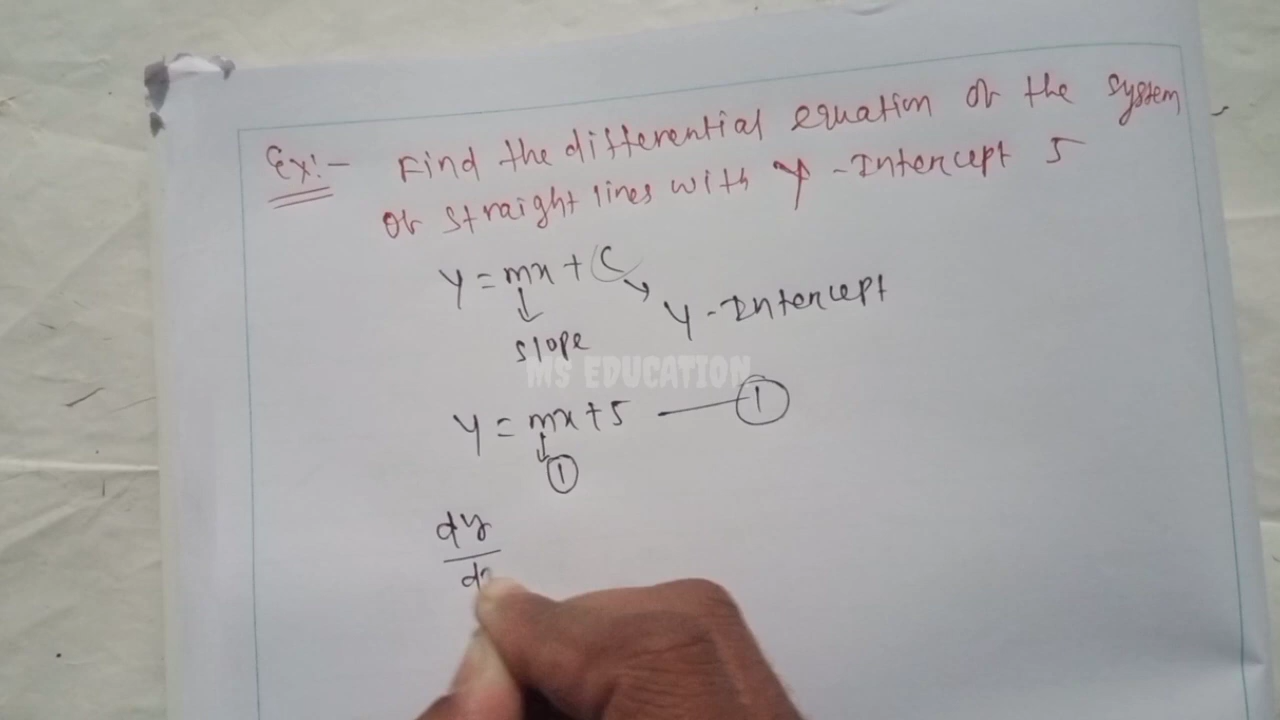 Ex:- Find the differential equation of the system
of straight lines with Y-Intercept 5
Y = mx + C
Y-Intercept
slope
MS EDUCATION
Y = mx + 5 — 1
1
dy
d